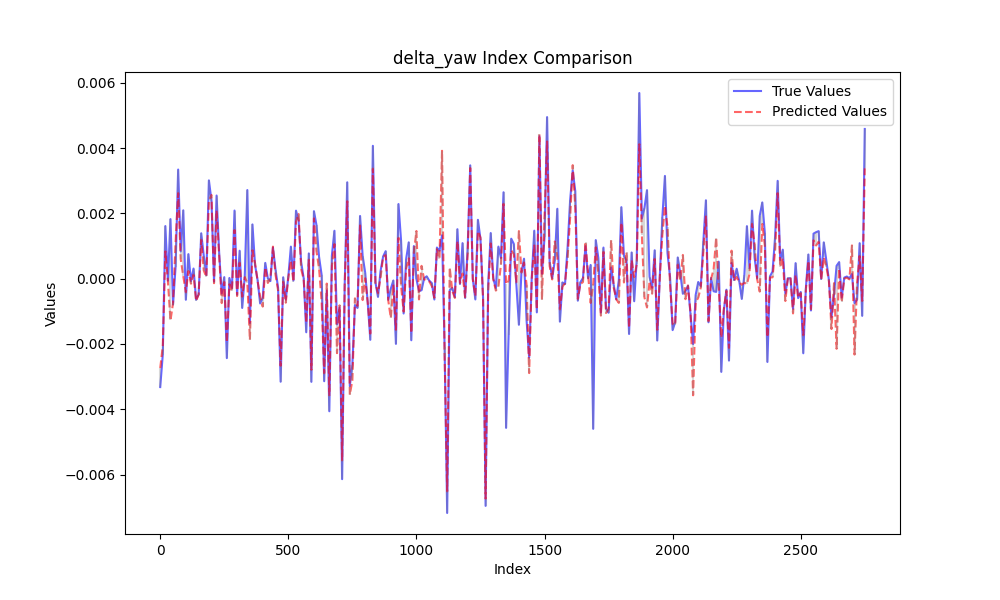 delta_yaw Index Comparison
True Values
Predicted Values
Values
0.006
0.004
0.002
0.000
−0.002
−0.004
−0.006
0 500 1000 1500 2000 2500
Index